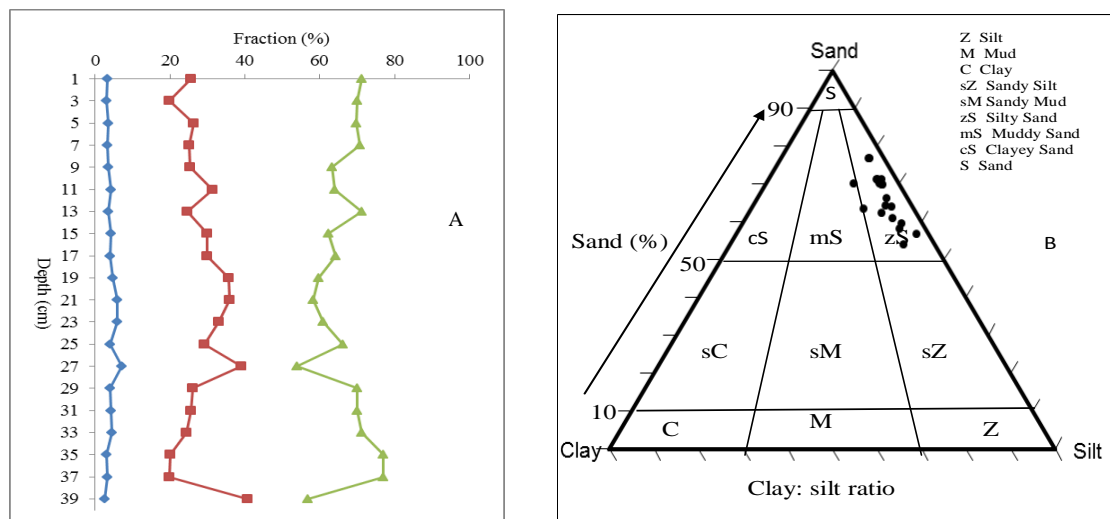 Fraction (%)
0 20 40 60 80 100
1
3
5
7
9
11
13
15
17
19
21
23
25
27
29
31
33
35
37
39
Depth (cm)
A
Sand
Z Silt
M Mud
C Clay
sZ Sandy Silt
sM Sandy Mud
zS Silty Sand
mS Muddy Sand
cS Clayey Sand
S Sand
S
90
Sand (%)
cS mS zS
B
50
sC sM sZ
10
C M Z
Clay Silt
Clay: silt ratio